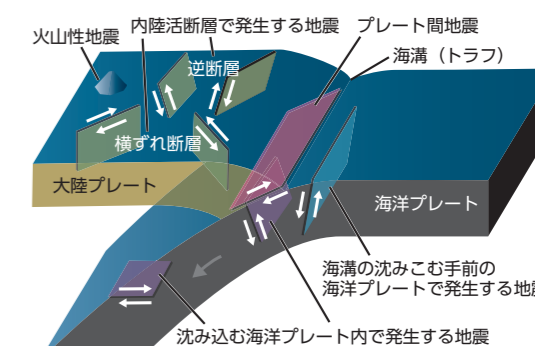 火山性地震
内陸活断層で発生する地震
プレート間地震
海溝（トラフ）
逆断層
横ずれ断層
大陸プレート
海洋プレート
海溝の沈みこむ手前の
海洋プレートで発生する地震
沈み込む海洋プレート内で発生する地震